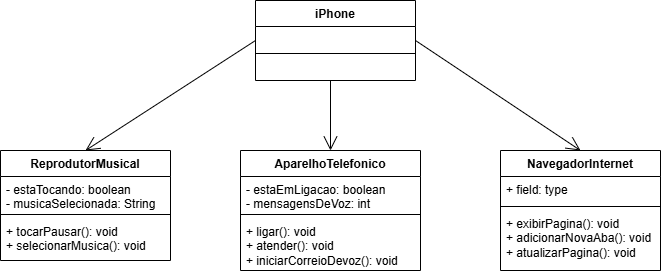 iPhone
ReprodutorMusical
- estaTocando: boolean
- musicaSelecionada: String
+ tocarPausar(): void
+ selecionarMusica(): void
AparelhoTelefonico
- estaEmLigacao: boolean
- mensagensDeVoz: int
+ ligar(): void
+ atender(): void
+ iniciarCorreioDevoz(): void
NavegadorInternet
+ field: type
+ exibirPagina(): void
+ adicionarNovaAba(): void
+ atualizarPagina(): void